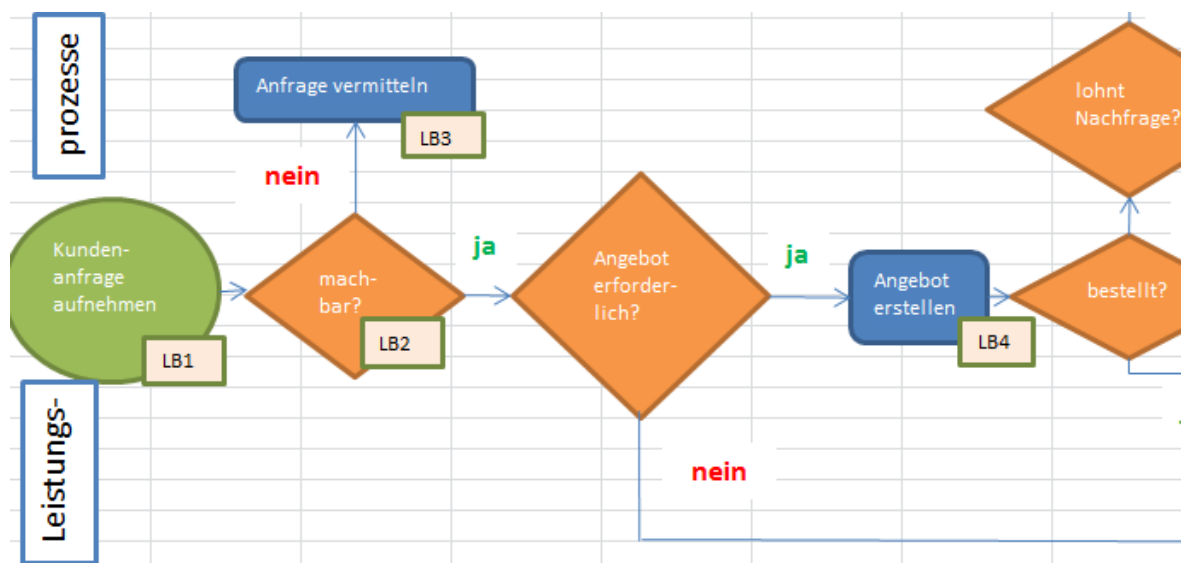 prozesse
Anfrage vermitteln
LB3
nein
lohnt
Nachfrage?
Kunden-
anfrage
aufnehmen
LB1
mach-
bar?
LB2
ja
Angebot
erforder-
lich?
ja
Angebot
erstellen
LB4
bestellt?
nein
Leistungs-